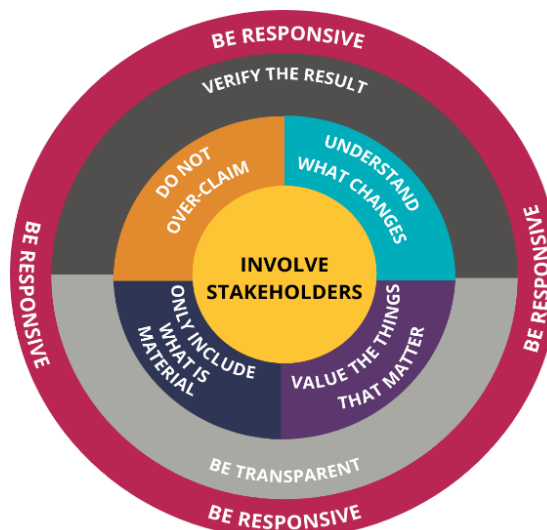 BE RESPONSIVE
VERIFY THE RESULT
DO NOT
OVER-CLAIM
UNDERSTAND
WHAT CHANGES
INVOLVE
STAKEHOLDERS
BE RESPONSIVE
BE RESPONSIVE
ONLY INCLUDE
WHAT IS
MATERIAL
VALUE THE THINGS
THAT MATTER
BE TRANSPARENT
BE RESPONSIVE